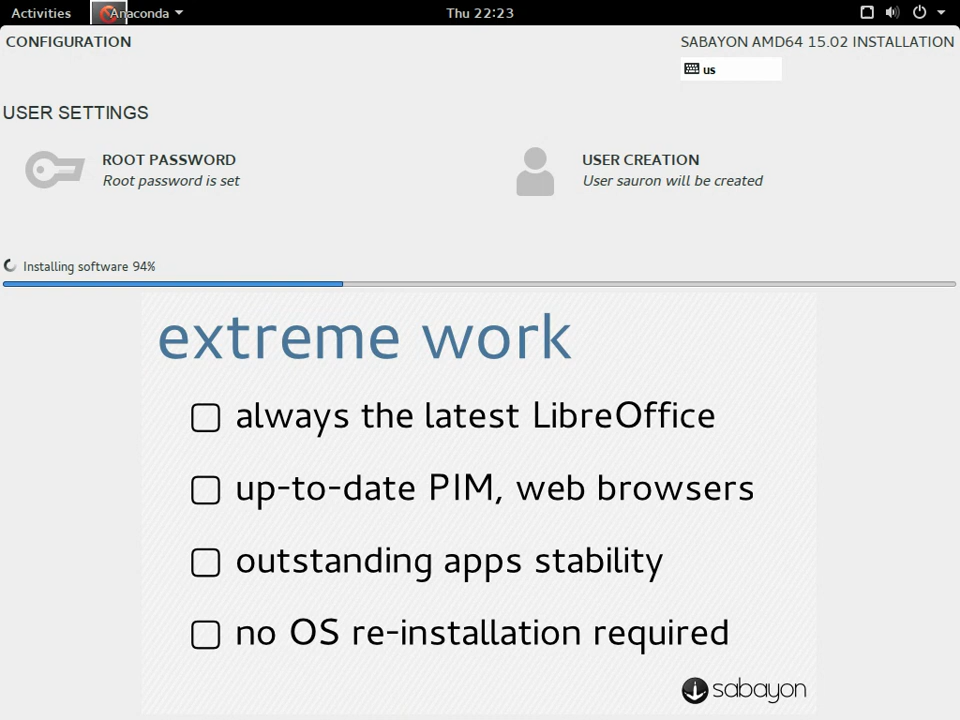 Activities Anaconda Thu 22:23
CONFIGURATION SABAYON AMD64 15.02 INSTALLATION
us
USER SETTINGS
ROOT PASSWORD USER CREATION
Root password is set User sauron will be created
Installing software 94%
extreme work
always the latest LibreOffice
up-to-date PIM, web browsers
outstanding apps stability
no OS re-installation required
sabayon